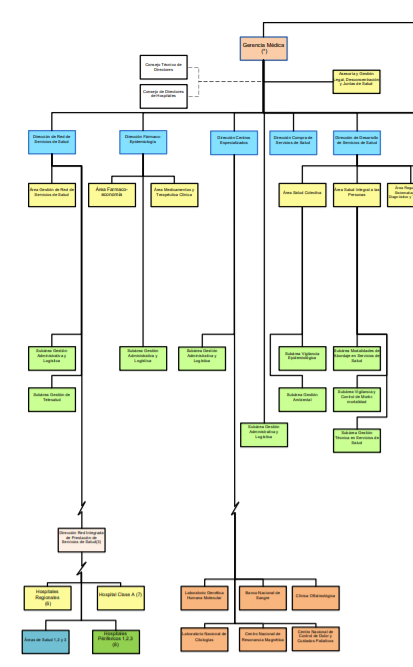 Gerencia Médica
(*)
Consejo Técnico de
Directores
Consejo de Directores
de Hospitales
Asesoría y Gestión
Legal, Desconcentración
y Juntas de Salud
Dirección de Red de
Servicios de Salud
Dirección Fármaco
Epidemiología
Dirección Centros
Especializados
Dirección Compra de
Servicios de Salud
Dirección de Desarrollo
de Servicios de Salud
Área Gestión de Red de
Servicios de Salud
Área Farmaco-
economía
Área Medicamentos y
Terapéutica Clínica
Área Salud Colectiva
Área Salud Integral a las
Personas
Área Regu
Diagnóstico y
Subárea Gestión
Administrativa y
Logística
Subárea Gestión de
Telesalud
Subárea Gestión
Administrativa y
Logística
Subárea Gestión
Administrativa y
Logística
Subárea Vigilancia
Epidemiológica
Subárea Modalidades de
Abordaje en Servicios de
Salud
Subárea Gestión
Ambiental
Subárea Vigilancia y
Control de Morbi-
mortalidad
Subárea Gestión
Administrativa y
Logística
Subárea Gestión
Técnica en Servicios de
Salud
Dirección Red Integrada
de Prestación de
Servicios de Salud(5)
Hospitales
Regionales
(6)
Hospital Clase A (7)
Áreas de Salud 1,2 y 3
Hospitales
Periféricos 1,2,3
(8)
Laboratorio Genética
Humana Molecular
Banco Nacional de
Sangre
Clínica Oftalmológica
Laboratorio Nacional de
Citologías
Centro Nacional de
Resonancia Magnética
Centro Nacional de
Control de Dolor y
Cuidados Paliativos